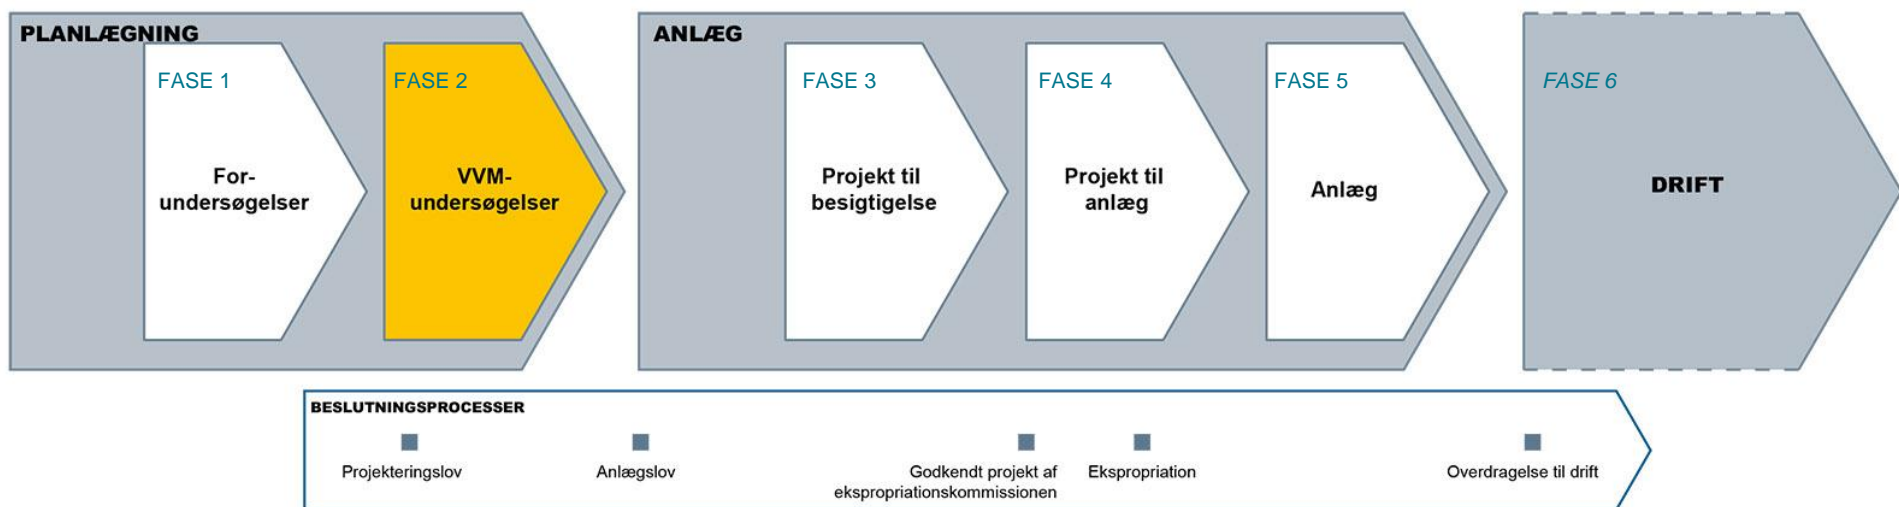 PLANLÆGNING
FASE 1
For-
undersøgelser
FASE 2
VVM-
undersøgelser
ANLÆG
FASE 3
Projekt til
besigtigelse
FASE 4
Projekt til
anlæg
FASE 5
Anlæg
FASE 6
DRIFT
BESLUTNINGSPROCESSER
Projekteringslov
Anlægslov
Godkendt projekt af
ekspropriationskommissionen
Ekspropriation
Overdragelse til drift